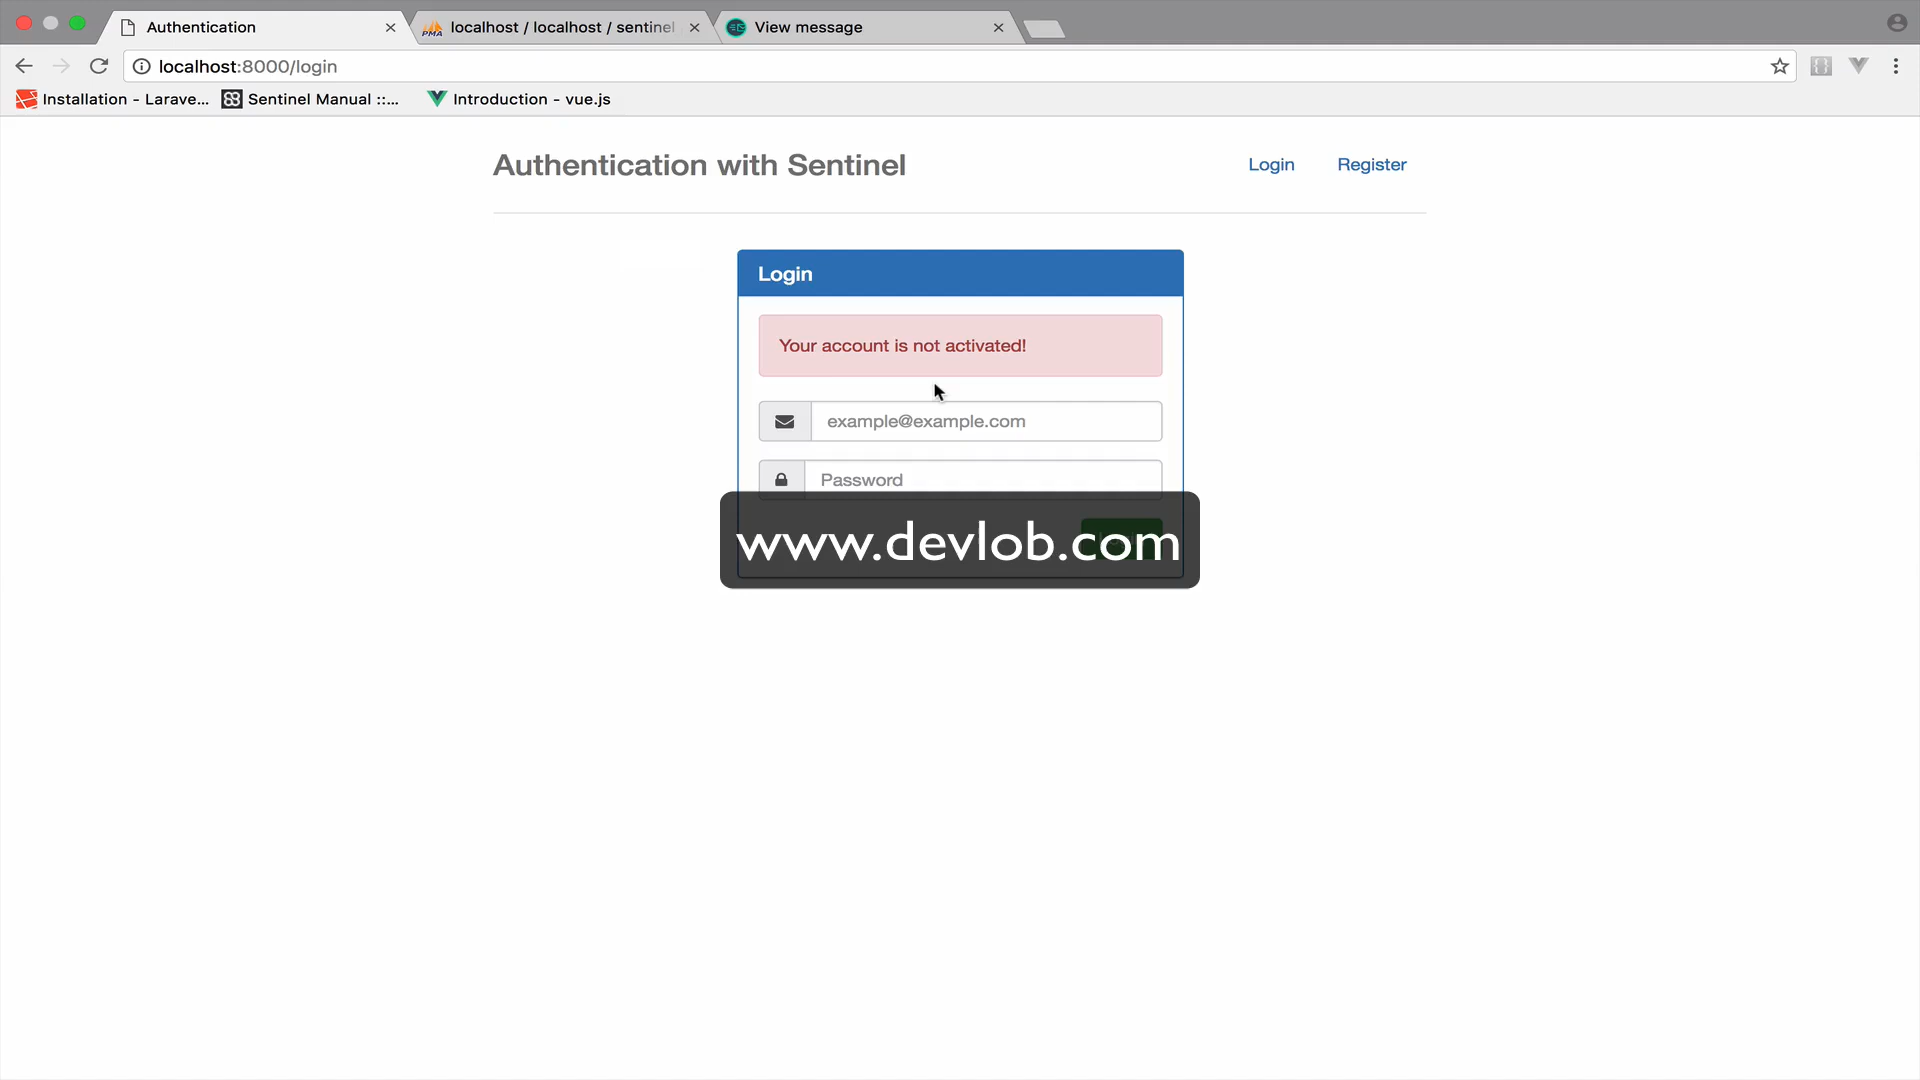 Authentication
localhost / localhost / sentinel
View message
localhost:8000/login
Installation - Larave...
Sentinel Manual ::...
Introduction - vue.js
Authentication with Sentinel
Login
Register
Login
Your account is not activated!
example@example.com
Password
www.devlob.com